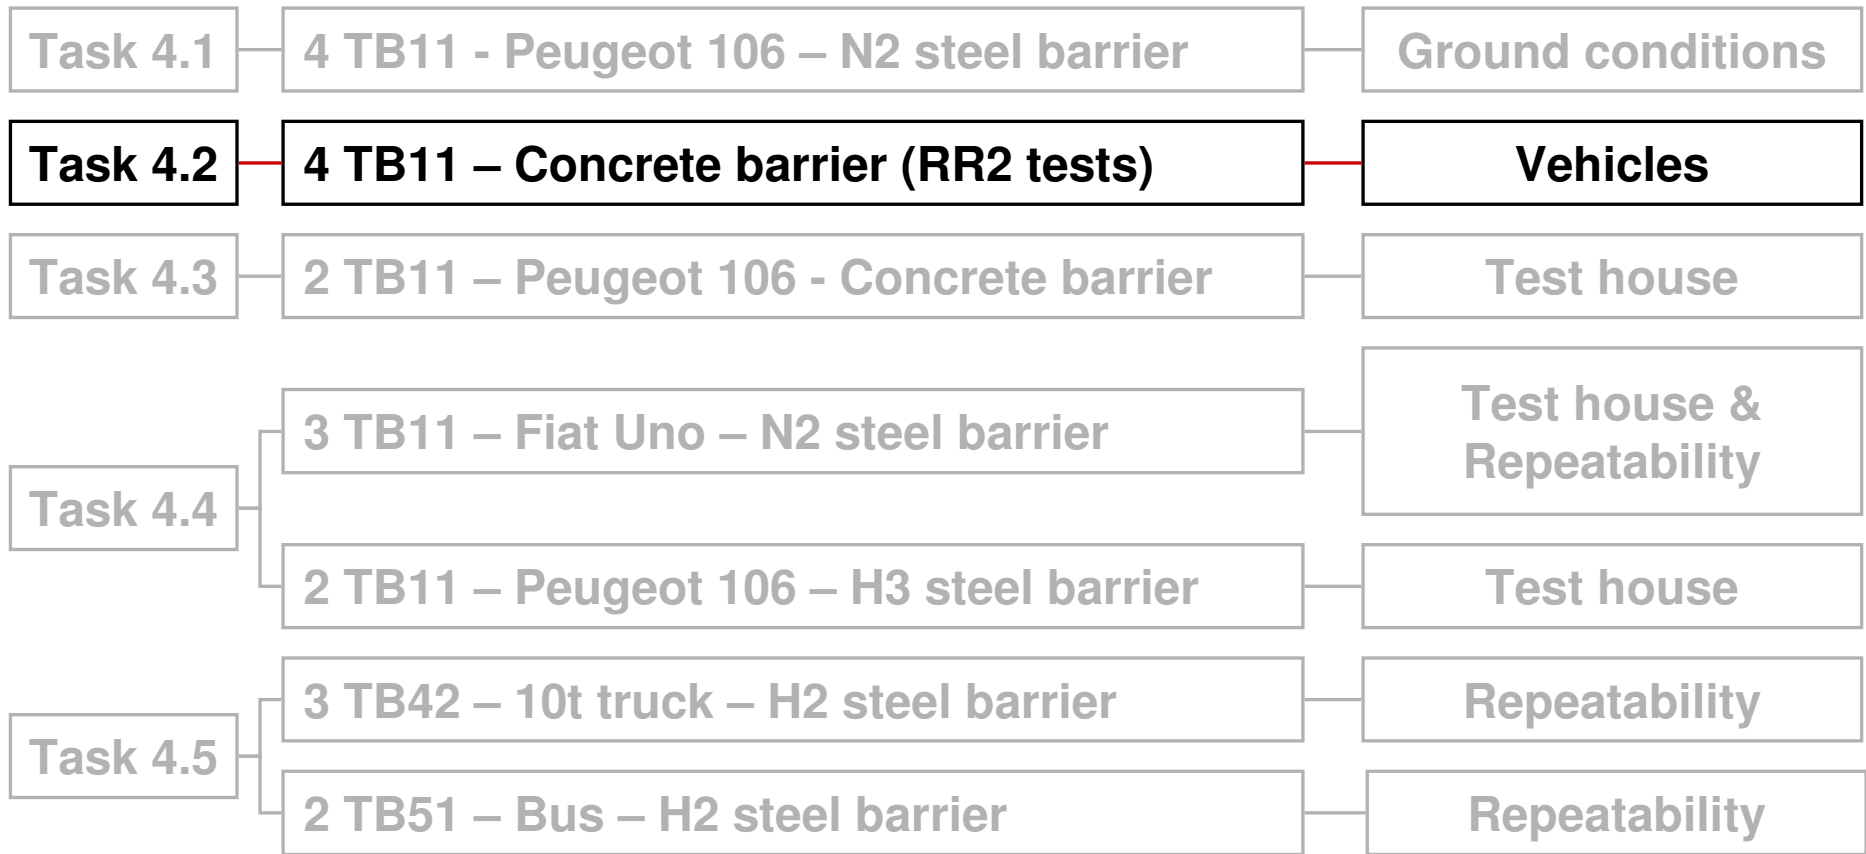 Task 4.1
4 TB11 - Peugeot 106 – N2 steel barrier
Ground conditions
Task 4.2
4 TB11 – Concrete barrier (RR2 tests)
Vehicles
Task 4.3
2 TB11 – Peugeot 106 - Concrete barrier
Test house
Task 4.4
3 TB11 – Fiat Uno – N2 steel barrier
Test house &
Repeatability
2 TB11 – Peugeot 106 – H3 steel barrier
Test house
Task 4.5
3 TB42 – 10t truck – H2 steel barrier
Repeatability
2 TB51 – Bus – H2 steel barrier
Repeatability